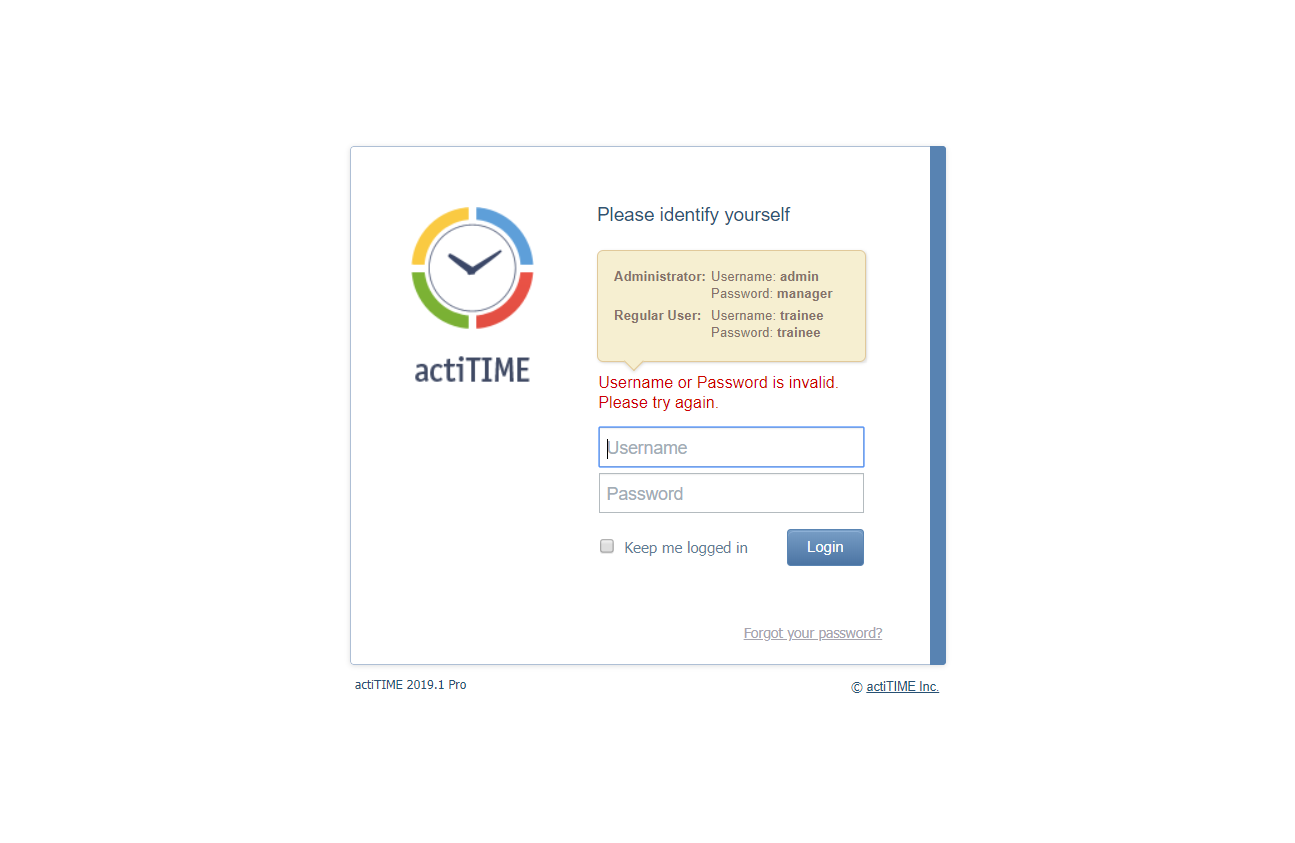 actiTIME
Please identify yourself
Administrator: Username: admin
Password: manager
Regular User: Username: trainee
Password: trainee
Username or Password is invalid.
Please try again.
Username
Password
Keep me logged in
Login
Forgot your password?
actiTIME 2019.1 Pro
© actiTIME Inc.